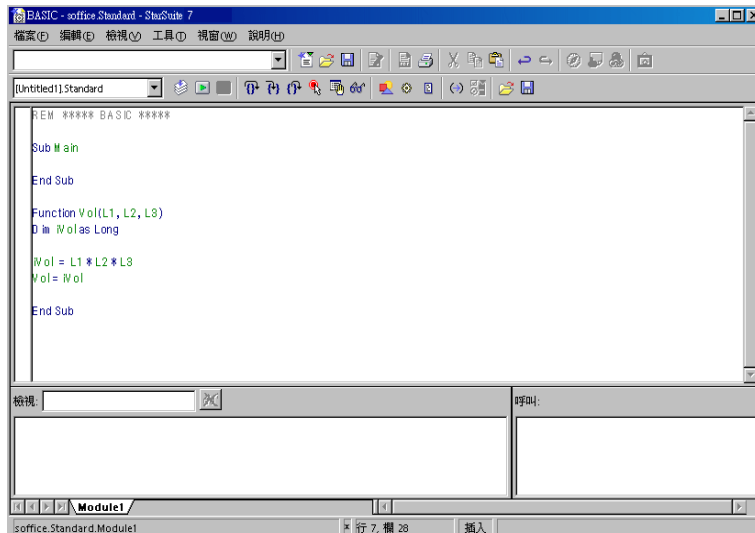 BASIC - soffice.Standard - StarSuite 7
檔案(F) 編輯(E) 檢視(V) 工具(T) 視窗(W) 說明(H)
[Untitled1].Standard
REM ***** BASIC *****
Sub Main
End Sub
Function Vol(L1, L2, L3)
Dim iVol as Long
iVol = L1 * L2 * L3
Vol = iVol
End Sub
檢視:
呼叫:
Module1
soffice.Standard.Module1
行 7, 欄 28
插入